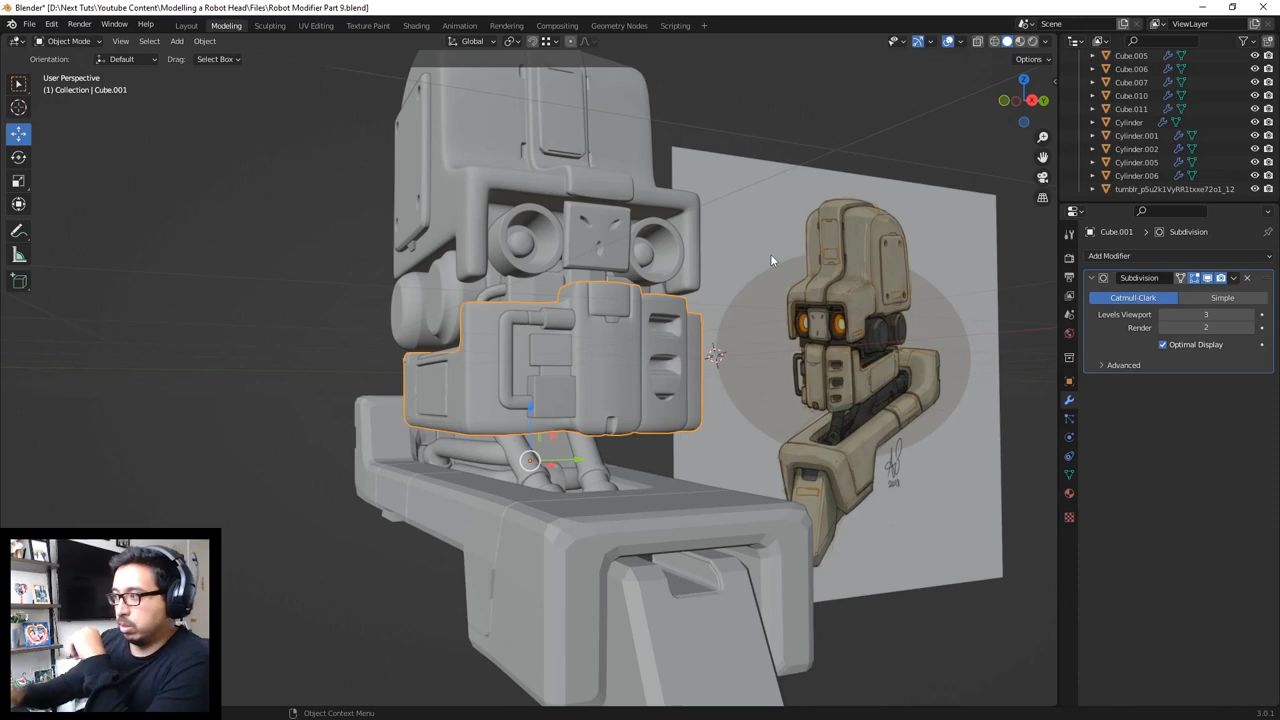 Blender* [D:\Next Tuts\Youtube Content\Modelling a Robot Head\Files\Robot Modifier Part 9.blend]
File Edit Render Window Help Layout Modeling Sculpting UV Editing Texture Paint Shading Animation Rendering Compositing Geometry Nodes Scripting Scene ViewLayer
Object Mode View Select Add Object Global
Orientation: Default Drag: Select Box Options
User Perspective
(1) Collection | Cube.001
Z
X
Y
Cube.005
Cube.006
Cube.007
Cube.010
Cube.011
Cylinder
Cylinder.001
Cylinder.002
Cylinder.005
Cylinder.006
tumblr_p5u2k1VyRR1txxe72o1_12
Cube.001 Subdivision
Add Modifier
Subdivision
Catmull-Clark Simple
Levels Viewport 3
Render 2
Optimal Display
Advanced
Object Context Menu
3.0.1